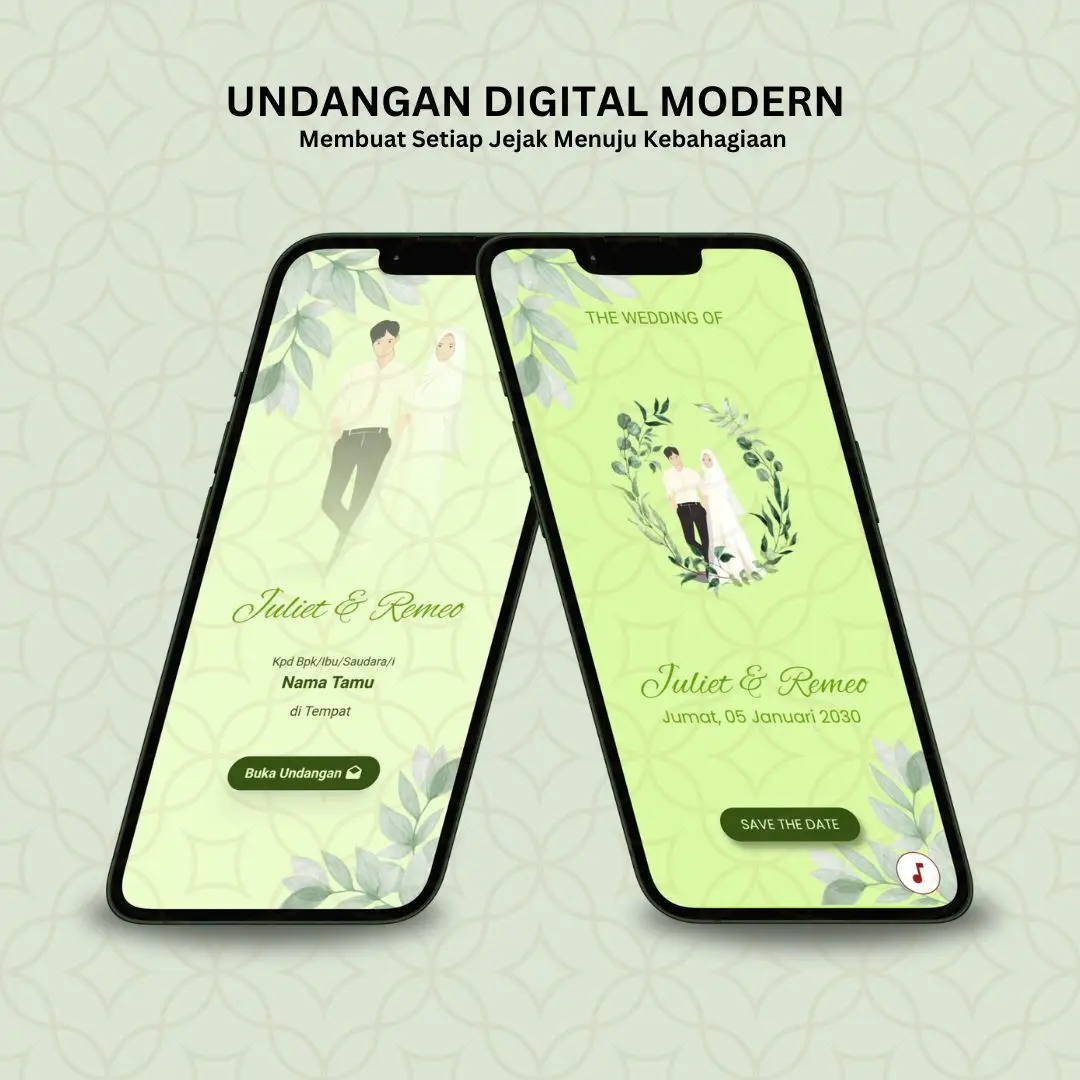 UNDANGAN DIGITAL MODERN
Membuat Setiap Jejak Menuju Kebahagiaan
Juliet & Remeo
Kpd Bpk/Ibu/Saudara/i
Nama Tamu
di Tempat
Buka Undangan
THE WEDDING OF
Juliet & Remeo
Jumat, 05 Januari 2030
SAVE THE DATE